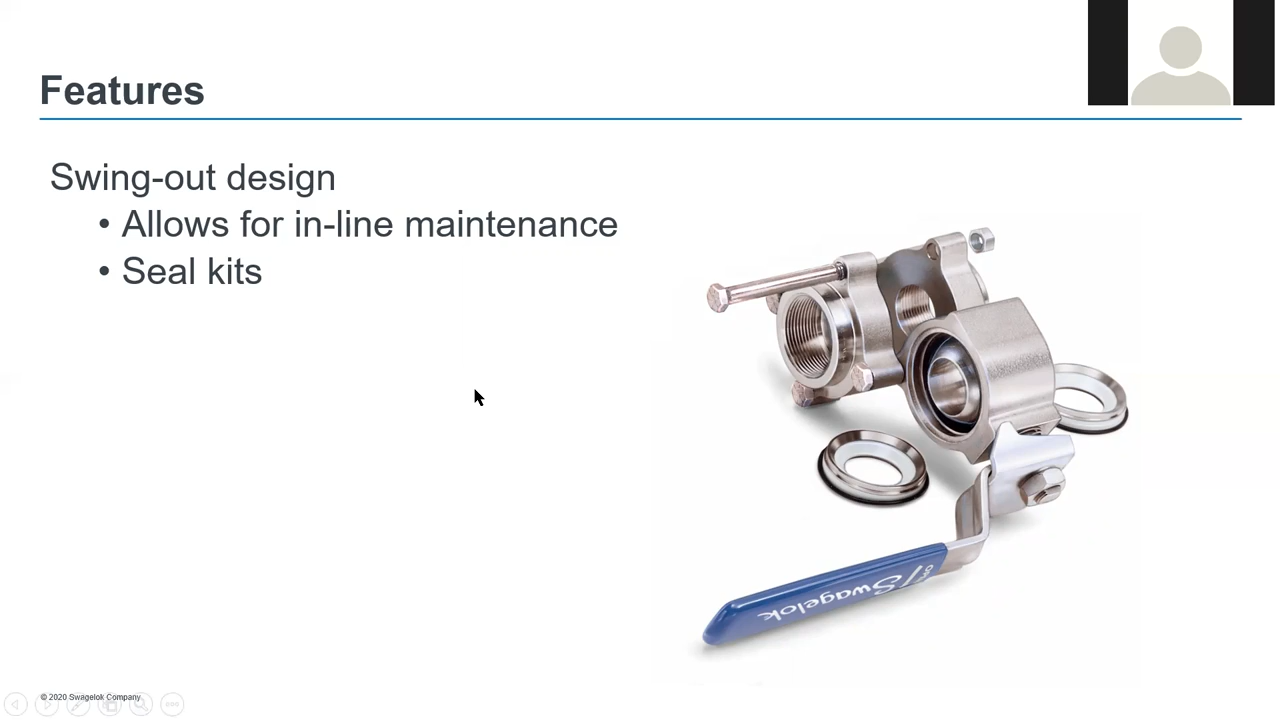 Features
Swing-out design
• Allows for in-line maintenance
• Seal kits
Swagelok
© 2020 Swagelok Company